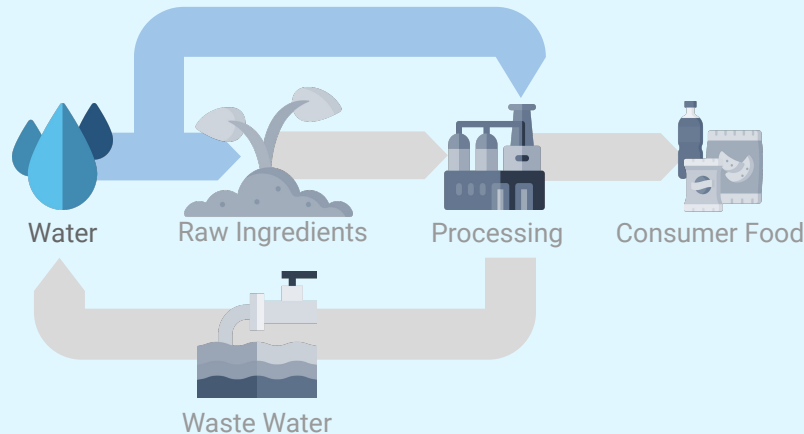 Water
Raw Ingredients
Processing
Consumer Food
Waste Water